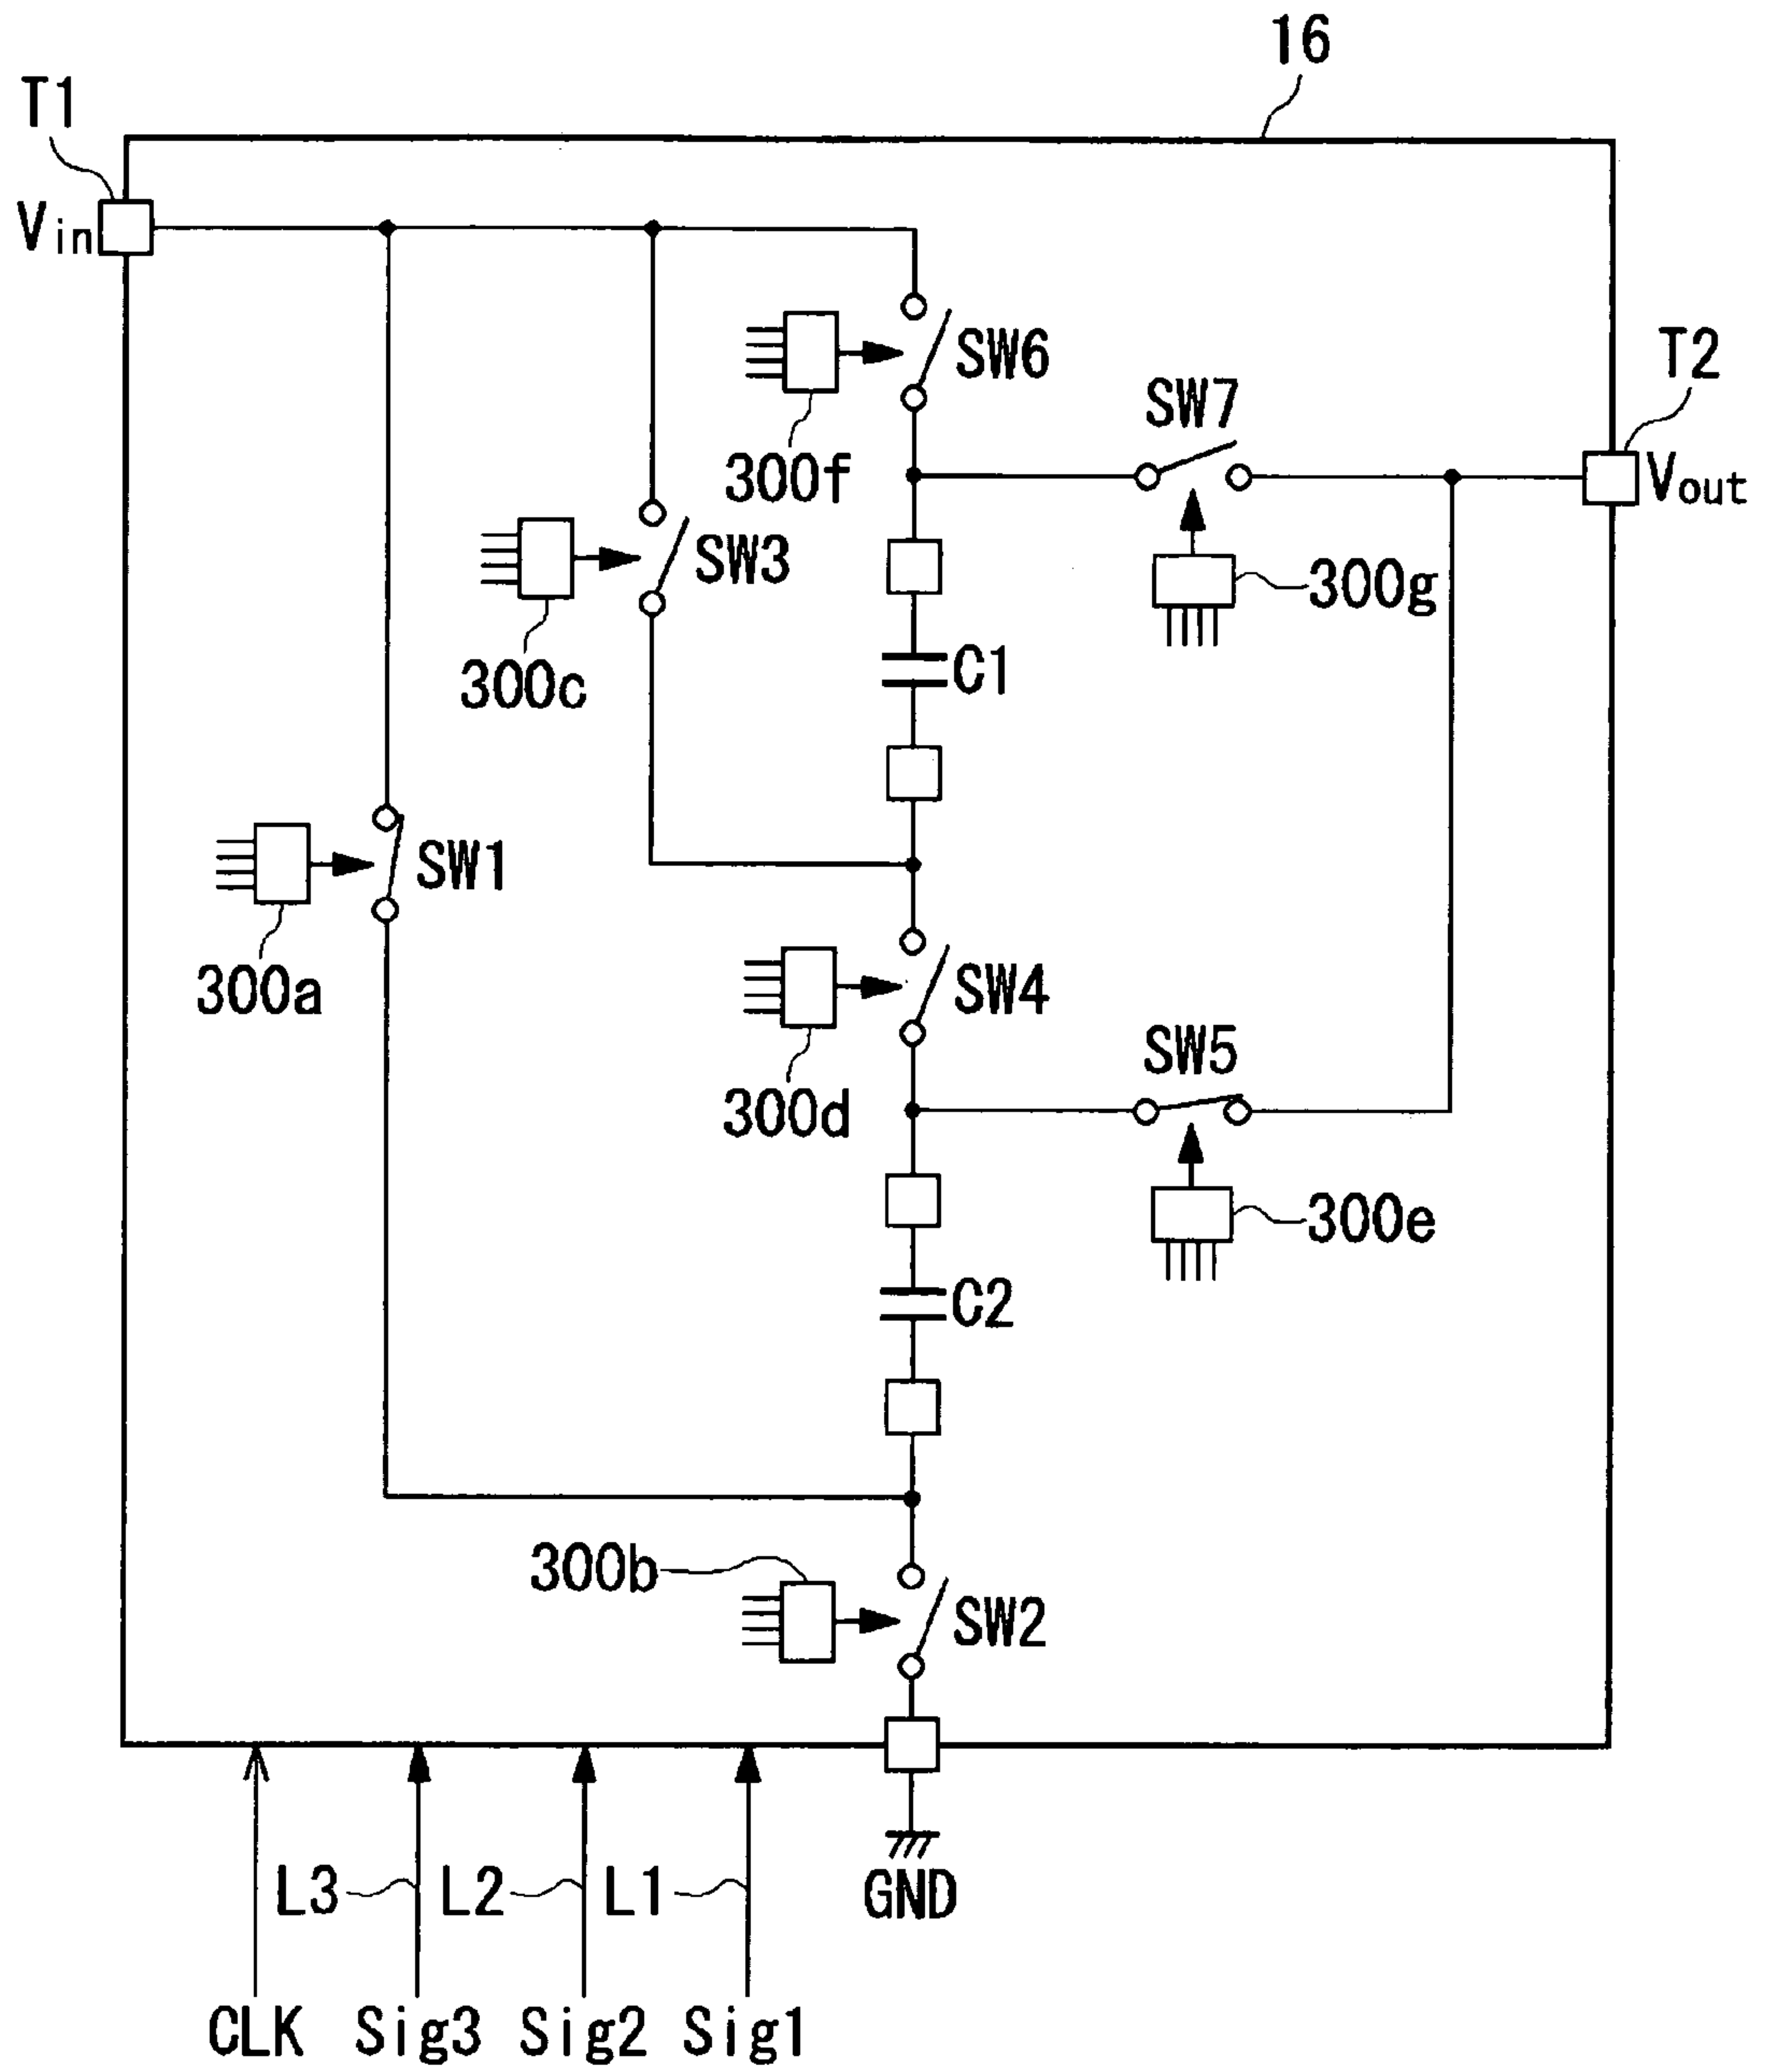 16
T1
Vin
SW6
T2
SW7
300f
Vout
SW3
300c
300g
C1
SW1
300a
SW4
300d
SW5
300e
C2
300b
SW2
L3
L2
L1
GND
CLK
Sig3
Sig2
Sig1